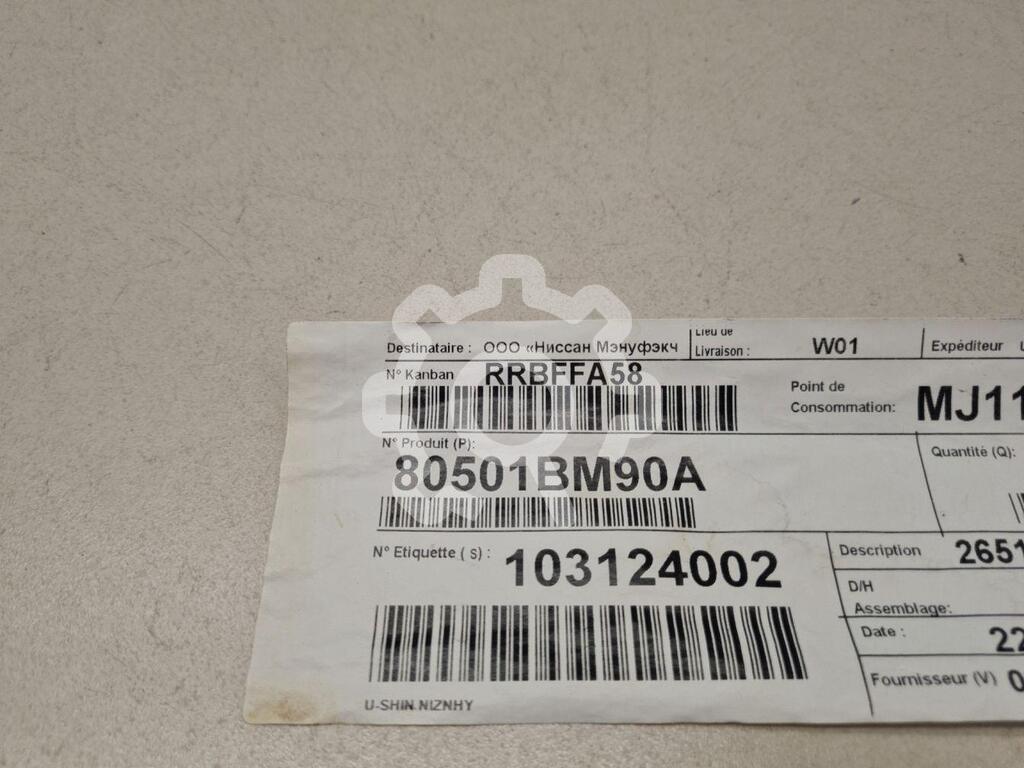 Destinataire : ООО «Ниссан Мэнуфэкч
Lieu de
Livraison :
W01
Expéditeur
N° Kanban RRBFFA58
Point de
Consommation:
MJ11
N° Produit (P):
80501BM90A
Quantité (Q):
N° Etiquette ( s) : 103124002
Description 2651
D/H
Assemblage:
Date : 22
Fournisseur (V) 0
U-SHIN NIZNHY